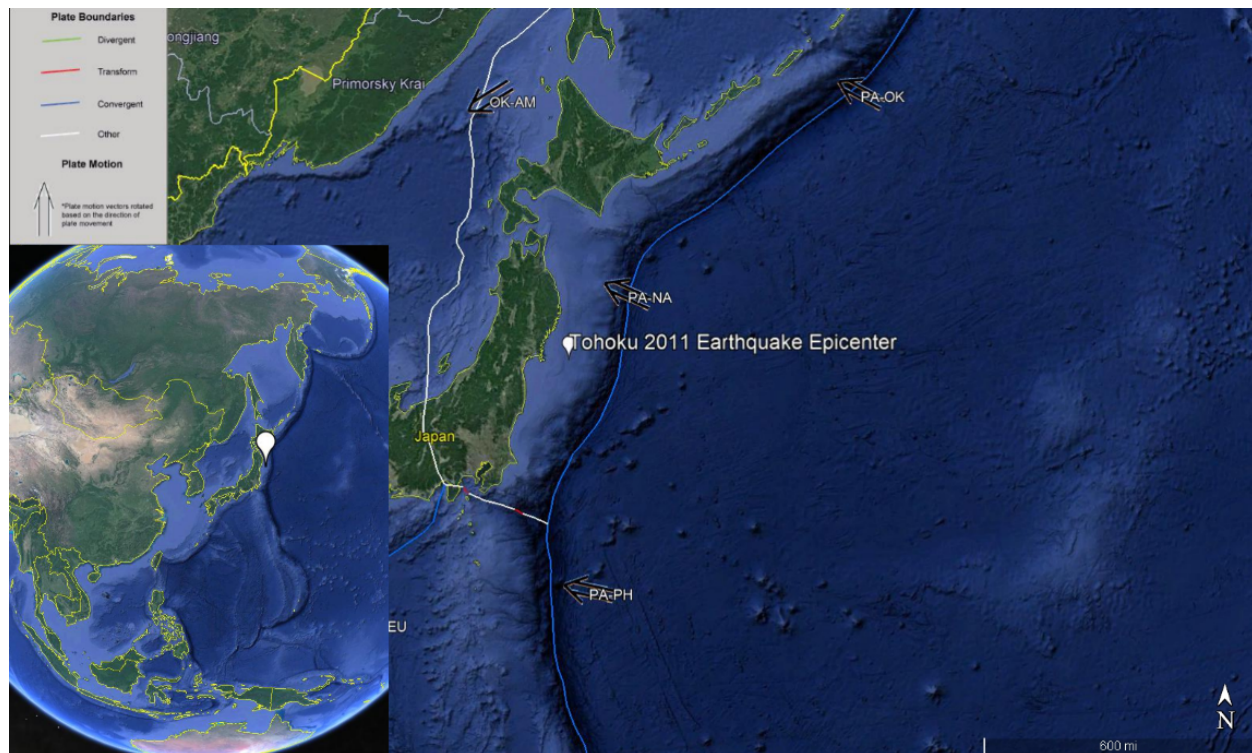 Plate Boundaries
Divergent
Transform
Convergent
Other
Plate Motion
*Plate motion vectors rotated
based on the direction of
plate movement
ongjiang
Primorsky Krai
OK-AM
PA-OK
PA-NA
Tohoku 2011 Earthquake Epicenter
Japan
PA-PH
EU
N
600 mi